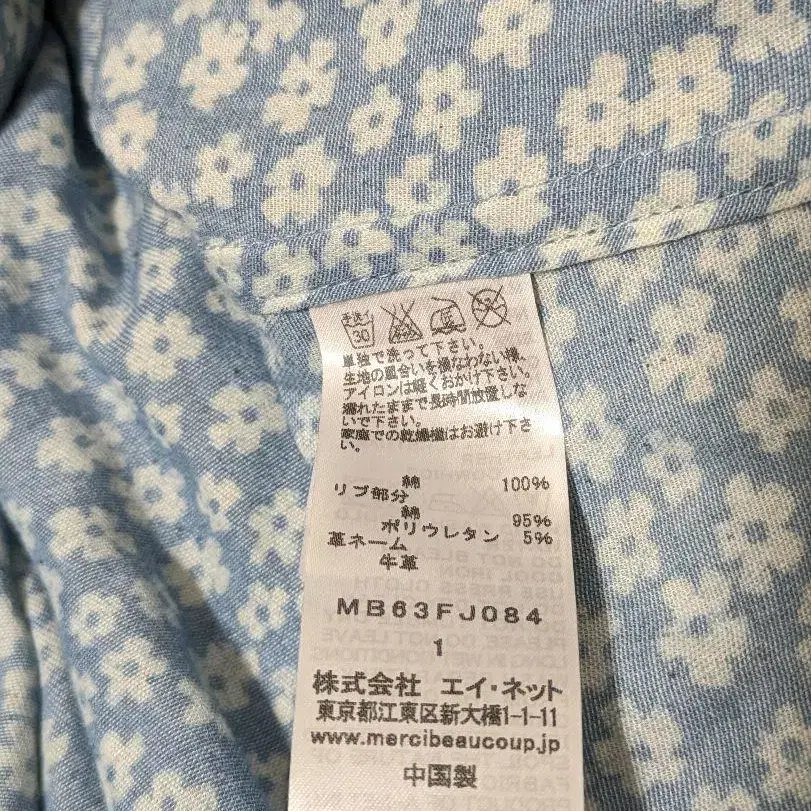 手洗イ
30
単独で洗って下さい。
生地の風合いを損なわない様、
アイロンは軽くおかけ下さい。
濡れたままで長時間放置しな
いで下さい。
家庭での乾燥機はお避け下さ
い。
綿 100%
リブ部分
綿 95%
ポリウレタン 5%
革ネーム
牛革
MB63FJ084
1
株式会社 エイ・ネット
東京都江東区新大橋1-1-11
www.mercibeaucoup.jp
中国製